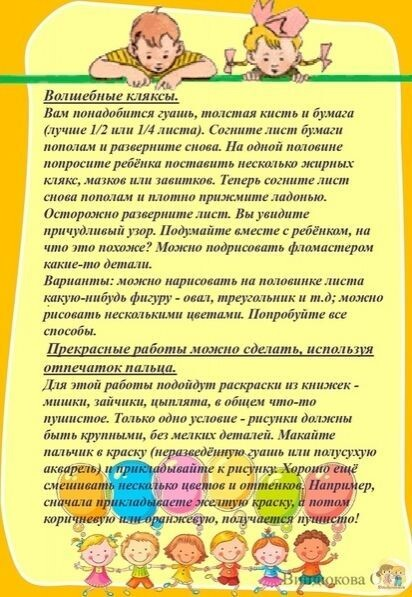 Волшебные кляксы.
Вам понадобится гуашь, толстая кисть и бумага
(лучше 1/2 или 1/4 листа). Согните лист бумаги
пополам и разверните снова. На одной половине
попросите ребёнка поставить несколько жирных
клякс, мазков или завитков. Теперь согните лист
снова пополам и плотно прижмите ладонью.
Осторожно разверните лист. Вы увидите
причудливый узор. Подумайте вместе с ребёнком, на
что это похоже? Можно подрисовать фломастером
какие-то детали.
Варианты: можно нарисовать на половинке листа
какую-нибудь фигуру - овал, треугольник и т.д; можно
рисовать несколькими цветами. Попробуйте все
способы.
Прекрасные работы можно сделать, используя
отпечаток пальца.
Для этой работы подойдут раскраски из книжек -
мишки, зайчики, цыплята, в общем что-то
пушистое. Только одно условие - рисунки должны
быть крупными, без мелких деталей. Макайте
пальчик в краску (неразведённую гуашь или полусухую
акварель) и прикладывайте к рисунку. Хорошо ещё
смешивать несколько цветов и оттенков. Например,
сначала прикладываете желтую краску, а потом
коричневую или оранжевую, получается пушисто!